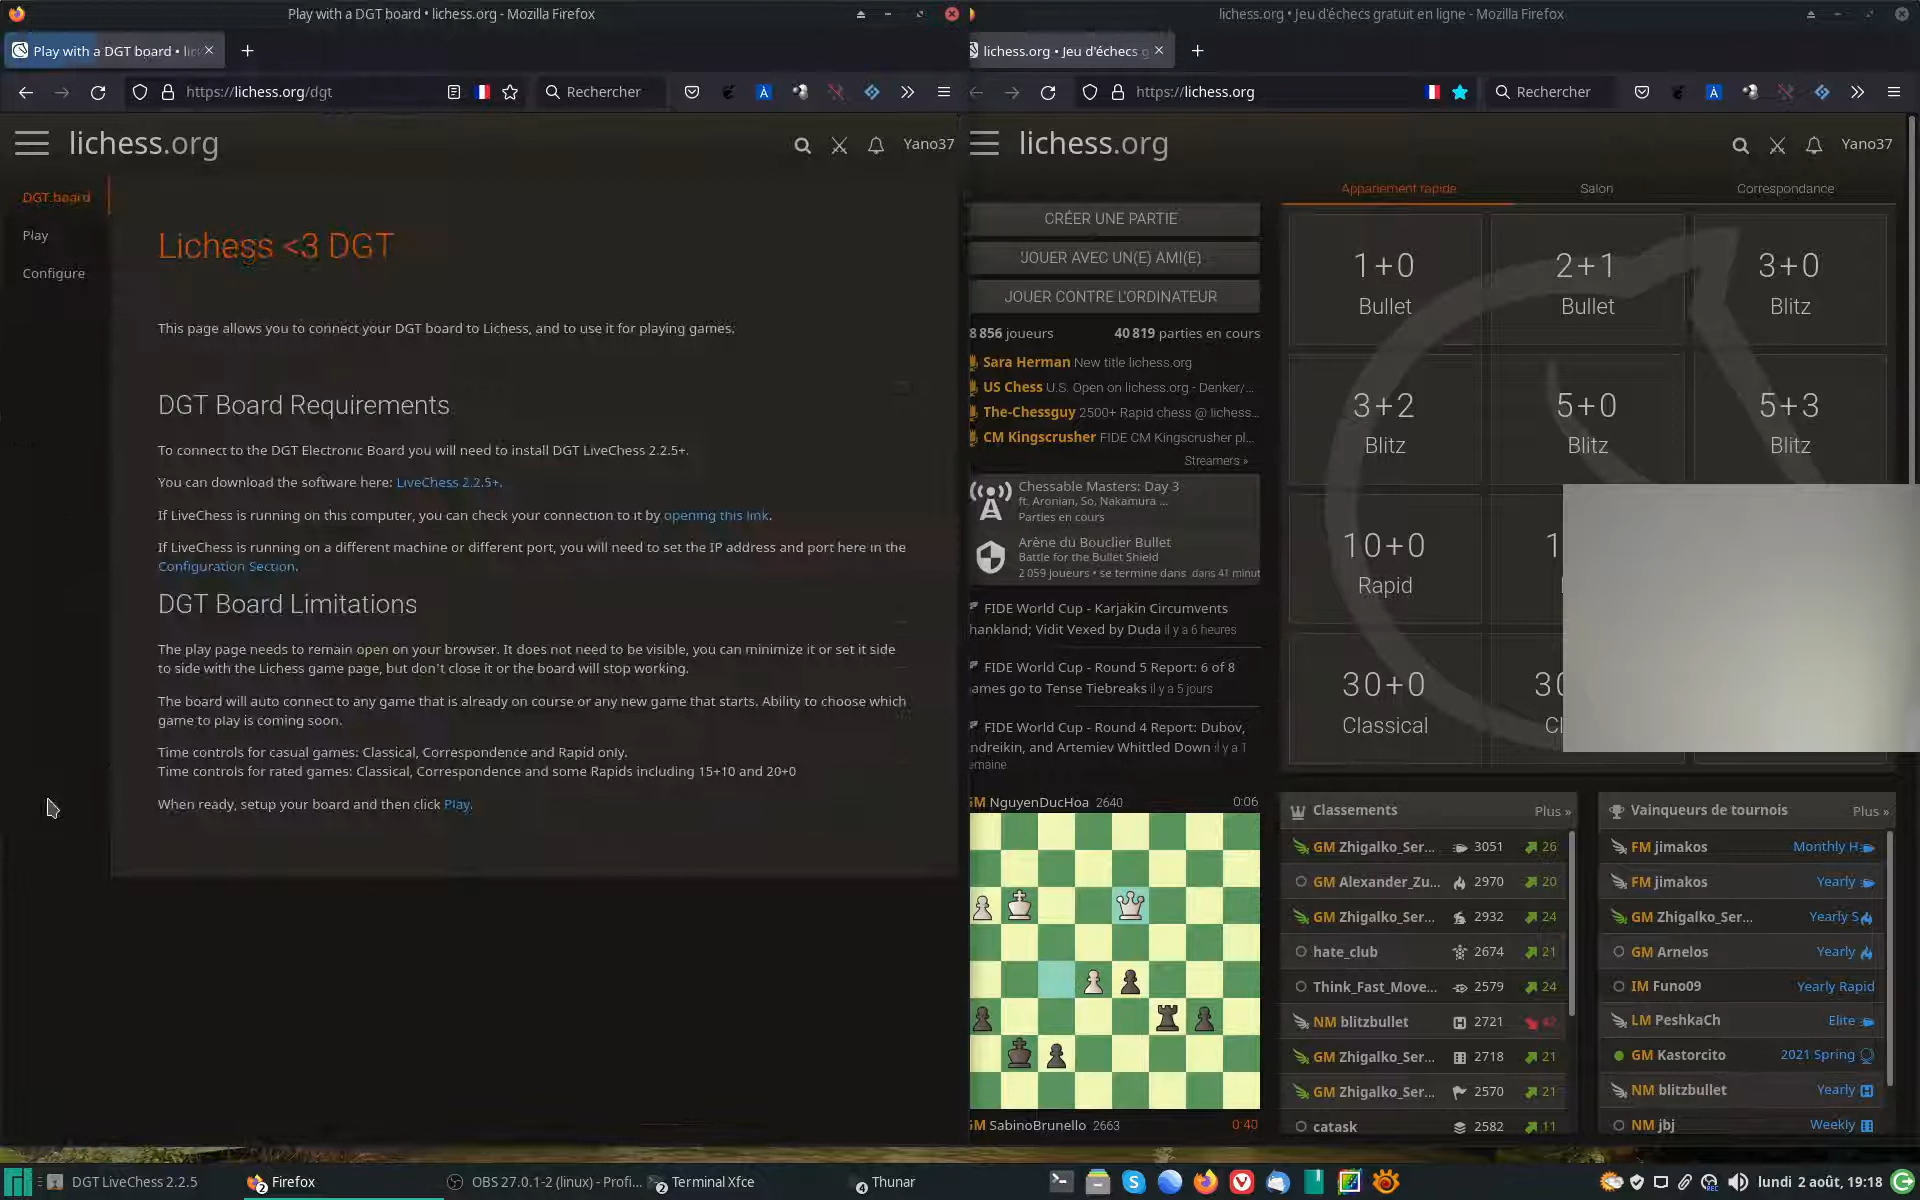 Play with a DGT board • lichess.org - Mozilla Firefox
Play with a DGT board •
https://lichess.org/dgt
Rechercher
lichess.org
Yano37
DGT board
Play
Configure
Lichess <3 DGT
This page allows you to connect your DGT board to Lichess, and to use it for playing games.
DGT Board Requirements
To connect to the DGT Electronic Board you will need to install DGT LiveChess 2.2.5+.
You can download the software here: LiveChess 2.2.5+.
If LiveChess is running on this computer, you can check your connection to it by opening this link.
If LiveChess is running on a different machine or different port, you will need to set the IP address and port here in the
Configuration Section.
DGT Board Limitations
The play page needs to remain open on your browser. It does not need to be visible, you can minimize it or set it side
to side with the Lichess game page, but don't close it or the board will stop working.
The board will auto connect to any game that is already on course or any new game that starts. Ability to choose which
game to play is coming soon.
Time controls for casual games: Classical, Correspondence and Rapid only.
Time controls for rated games: Classical, Correspondence and some Rapids including 15+10 and 20+0
When ready, setup your board and then click Play.
lichess.org • Jeu d'échecs gratuit en ligne - Mozilla Firefox
lichess.org • Jeu d'échecs g
https://lichess.org
Rechercher
lichess.org
Yano37
CRÉER UNE PARTIE
JOUER AVEC UN(E) AMI(E)
JOUER CONTRE L'ORDINATEUR
8 856 joueurs 40 819 parties en cours
Sara Herman New title lichess.org
US Chess U.S. Open on lichess.org - Denker/...
The-Chessguy 2500+ Rapid chess @ lichess...
CM Kingscrusher FIDE CM Kingscrusher pl...
Streamers »
Chessable Masters: Day 3
ft. Aronian, So, Nakamura ...
Parties en cours
Arène du Bouclier Bullet
Battle for the Bullet Shield
2 059 joueurs • se termine dans dans 41 minut
FIDE World Cup - Karjakin Circumvents
hankland; Vidit Vexed by Duda il y a 6 heures
FIDE World Cup - Round 5 Report: 6 of 8
ames go to Tense Tiebreaks il y a 5 jours
FIDE World Cup - Round 4 Report: Dubov,
ndreikin, and Artemiev Whittled Down il y a 1
emaine
GM NguyenDucHoa 2640 0:06
GM SabinoBrunello 2663 0:40
Appariement rapide Salon Correspondance
1+0 2+1 3+0
Bullet Bullet Blitz
3+2 5+0 5+3
Blitz Blitz Blitz
10+0 1
Rapid
30+0 30
Classical Cl
Classements Plus »
GM Zhigalko_Ser... 3051 26
GM Alexander_Zu... 2970 20
GM Zhigalko_Ser... 2932 24
hate_club 2674 21
Think_Fast_Move... 2579 24
NM blitzbullet 2721 42
GM Zhigalko_Ser... 2718 21
GM Zhigalko_Ser... 2570 21
catask 2582 11
Vainqueurs de tournois Plus »
FM jimakos Monthly H
FM jimakos Yearly
GM Zhigalko_Ser... Yearly S
GM Arnelos Yearly
IM Funo09 Yearly Rapid
LM PeshkaCh Elite
GM Kastorcito 2021 Spring
NM blitzbullet Yearly
NM jbj Weekly
DGT LiveChess 2.2.5
2 Firefox
OBS 27.0.1-2 (linux) - Profi...
2 Terminal Xfce
4 Thunar
lundi 2 août, 19:18